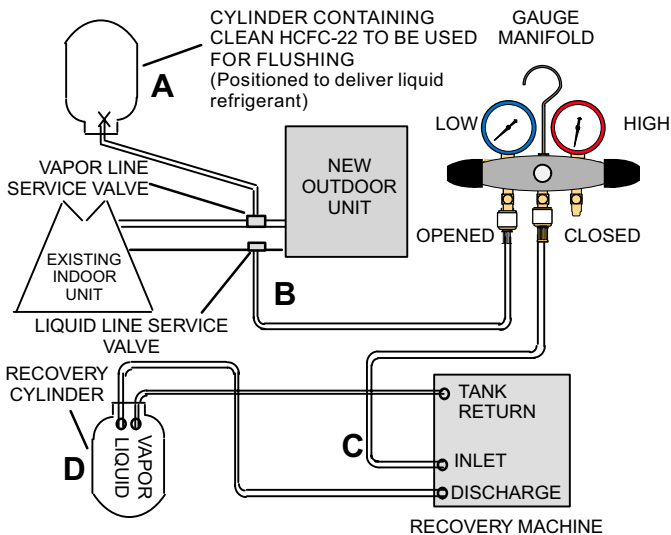 CYLINDER CONTAINING
CLEAN HCFC-22 TO BE USED
FOR FLUSHING
(Positioned to deliver liquid
refrigerant)
A
GAUGE
MANIFOLD
LOW
HIGH
VAPOR LINE
SERVICE VALVE
NEW
OUTDOOR
UNIT
OPENED
CLOSED
EXISTING
INDOOR
UNIT
B
LIQUID LINE SERVICE
VALVE
RECOVERY
CYLINDER
TANK
RETURN
C
D
LIQUID
VAPOR
INLET
DISCHARGE
RECOVERY MACHINE